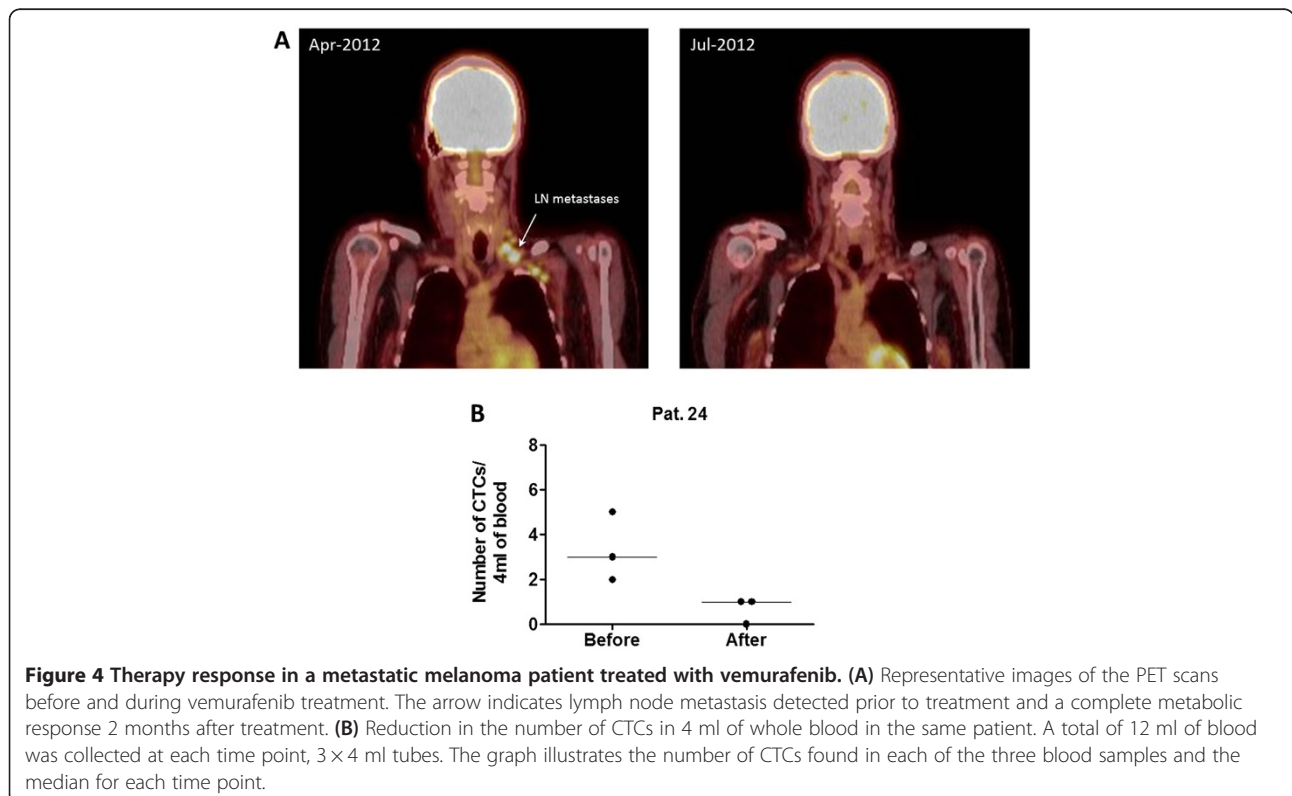 A
Apr-2012
Jul-2012
LN metastases
B
Pat. 24
Number of CTCs/
4ml of blood
8
6
4
2
0
Before
After
Figure 4 Therapy response in a metastatic melanoma patient treated with vemurafenib. (A) Representative images of the PET scans
before and during vemurafenib treatment. The arrow indicates lymph node metastasis detected prior to treatment and a complete metabolic
response 2 months after treatment. (B) Reduction in the number of CTCs in 4 ml of whole blood in the same patient. A total of 12 ml of blood
was collected at each time point, 3 × 4 ml tubes. The graph illustrates the number of CTCs found in each of the three blood samples and the
median for each time point.